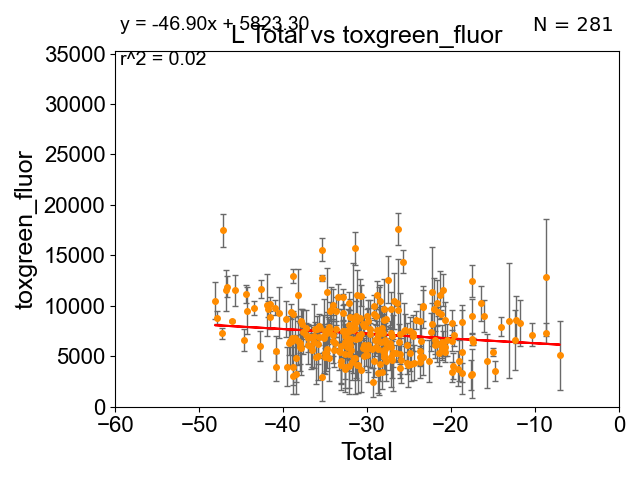 y = -46.90x + 5823.30
N = 281
L Total vs toxgreen_fluor
r^2 = 0.02
35000
30000
25000
20000
15000
10000
5000
0
toxgreen_fluor
−60
−50
−40
−30
−20
−10
0
Total